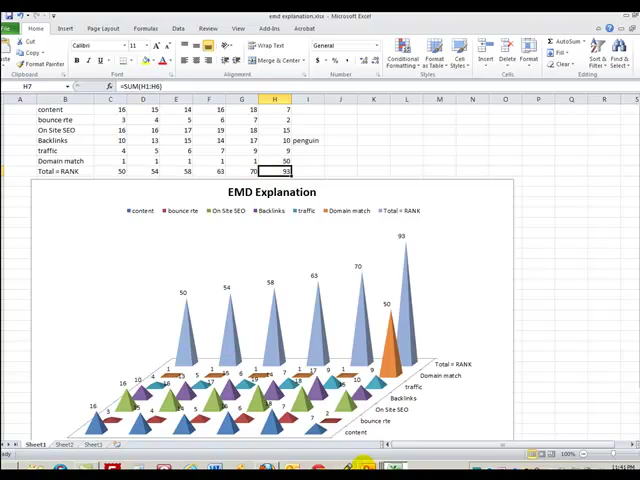 emd explanation.xlsx - Microsoft Excel
File Home Insert Page Layout Formulas Data Review View Add-Ins Acrobat
Cut Calibri 11 Wrap Text General AutoSum
Copy Fill
Paste Format Painter B I U Merge & Center $ % , Conditional Formatting Format as Table Cell Styles Insert Delete Format Clear
Clipboard Font Alignment Number Styles Cells
H7 =SUM(H1:H6)
A B C D E F G H I J K L M N O P Q R
content 16 15 14 16 18 7
bounce rte 3 4 5 6 7 2
On Site SEO 16 16 17 19 18 15
Backlinks 10 13 15 14 17 10 penguin
traffic 4 5 6 7 9 9
Domain match 1 1 1 1 1 50
Total = RANK 50 54 58 63 70 93
EMD Explanation
content bounce rte On Site SEO Backlinks traffic Domain match Total = RANK
93
70
63
58
54
50
50
Total = RANK
Domain match
traffic
Backlinks
On Site SEO
bounce rte
content
Sheet1 Sheet2 Sheet3
100%
11:41 PM